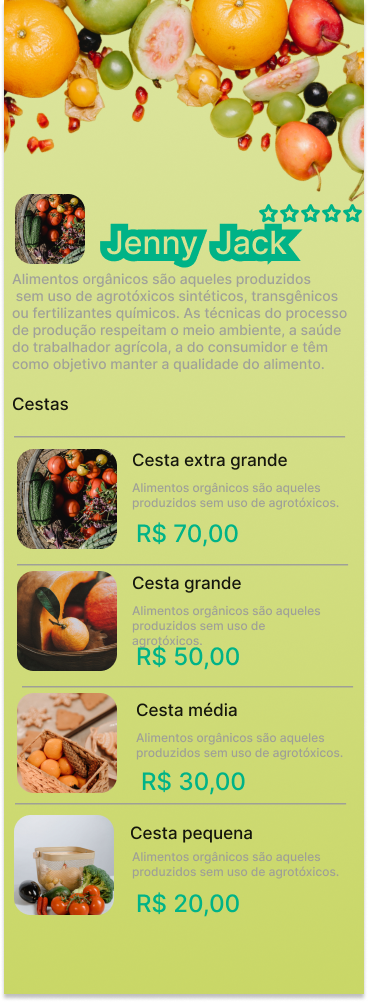 Jenny Jack
Alimentos orgânicos são aqueles produzidos
sem uso de agrotóxicos sintéticos, transgênicos
ou fertilizantes químicos. As técnicas do processo
de produção respeitam o meio ambiente, a saúde
do trabalhador agrícola, a do consumidor e têm
como objetivo manter a qualidade do alimento.
Cestas
Cesta extra grande
Alimentos orgânicos são aqueles
produzidos sem uso de agrotóxicos.
R$ 70,00
Cesta grande
Alimentos orgânicos são aqueles
produzidos sem uso de
agrotóxicos.
R$ 50,00
Cesta média
Alimentos orgânicos são aqueles
produzidos sem uso de agrotóxicos.
R$ 30,00
Cesta pequena
Alimentos orgânicos são aqueles
produzidos sem uso de agrotóxicos.
R$ 20,00